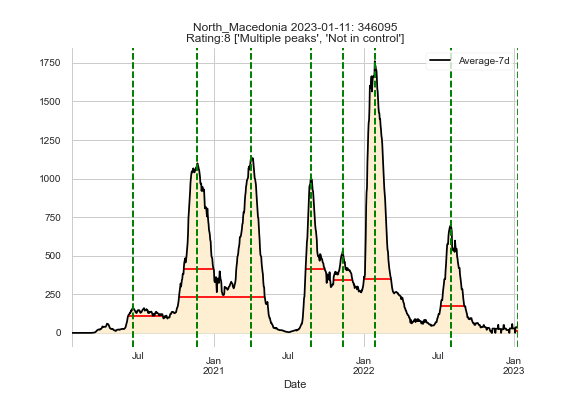 North_Macedonia 2023-01-11: 346095
Rating:8 ['Multiple peaks', 'Not in control']
Average-7d
1750
1500
1250
1000
750
500
250
0
Jul
Jan
2021
Jul
Jan
2022
Jul
Jan
2023
Date